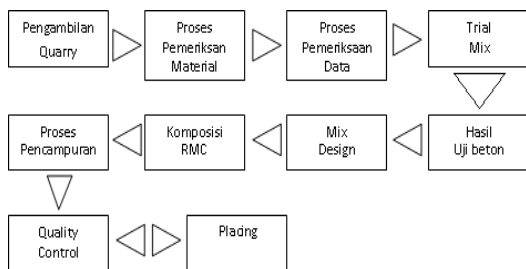 Pengambilan
Quarry
Proses
Pemeriksan
Material
Proses
Pemeriksaan
Data
Trial
Mix
Hasil
Uji beton
Mix
Design
Komposisi
RMC
Proses
Pencampuran
Quality
Control
Placing